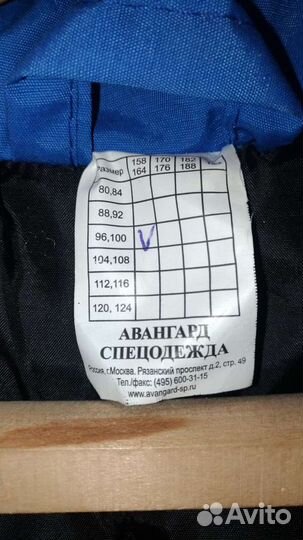 Размер 158 170 182
164 176 188
80,84
88,92
96,100 V
104,108
112,116
120, 124
АВАНГАРД
СПЕЦОДЕЖДА
Россия, г.Москва. Рязанский проспект д.2, стр. 49
Тел./факс: (495) 600-31-15
www.avangard-sp.ru
Avito